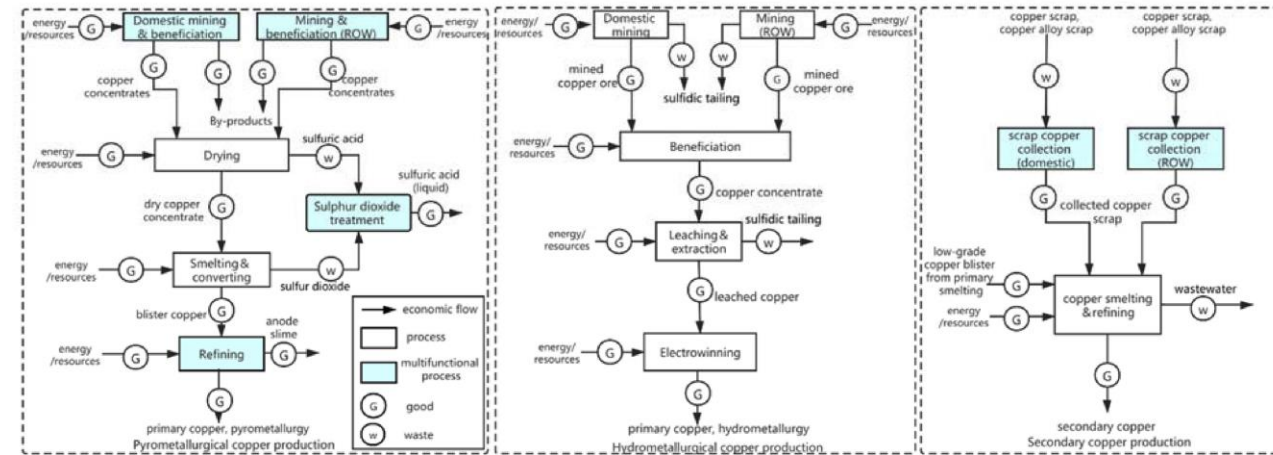 energy
/resources
G
Domestic mining
& beneficiation
Mining &
beneficiation (ROW)
G
energy
/resources
G
G
G
G
copper
concentrates
copper
concentrates
By-products
energy
/resources
G
Drying
sulfuric acid
w
dry copper
concentrate
G
Sulphur dioxide
treatment
sulfuric acid
(liquid)
G
energy
/resources
G
Smelting &
converting
w
sulfur dioxide
blister copper
G
anode
slime
energy
/resources
G
Refining
G
G
primary copper, pyrometallurgy
Pyrometallurgical copper production
economic flow
process
multifunctional
process
G
good
w
waste
energy/
resources
G
Domestic
mining
Mining
(ROW)
G
energy/
resources
w
w
mined
copper ore
G
G
mined
copper ore
sulfidic tailing
energy/
resources
G
Beneficiation
G
copper concentrate
energy/
resources
G
Leaching &
extraction
sulfidic tailing
w
G
leached copper
energy/
resources
G
Electrowinning
G
primary copper, hydrometallurgy
Hydrometallurgical copper production
copper scrap,
copper alloy scrap
copper scrap,
copper alloy scrap
w
w
scrap copper
collection
(domestic)
scrap copper
collection
(ROW)
G
G
collected copper
scrap
low-grade
copper blister
from primary
smelting
G
energy
/resources
G
copper smelting
& refining
wastewater
w
G
secondary copper
Secondary copper production